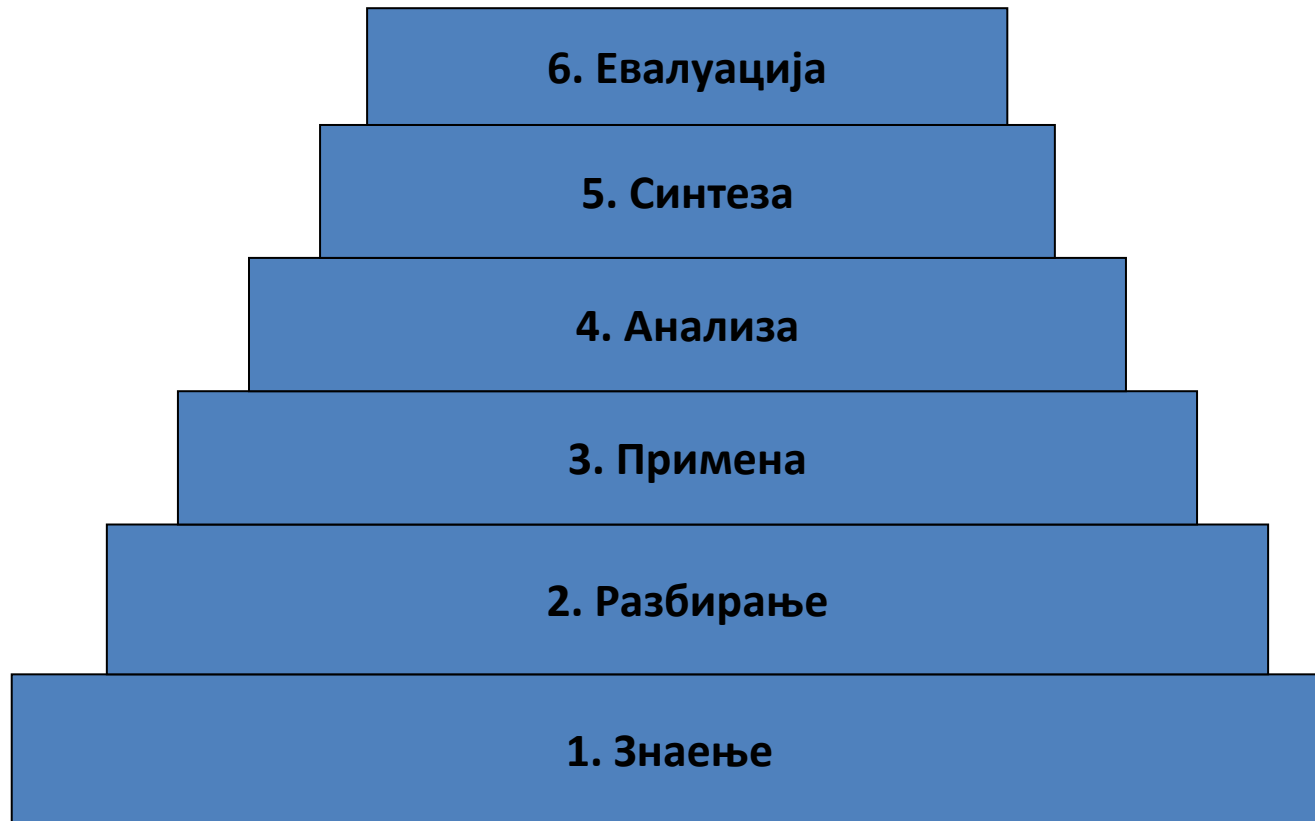 6. Евалуација
5. Синтеза
4. Анализа
3. Примена
2. Разбирање
1. Знаење